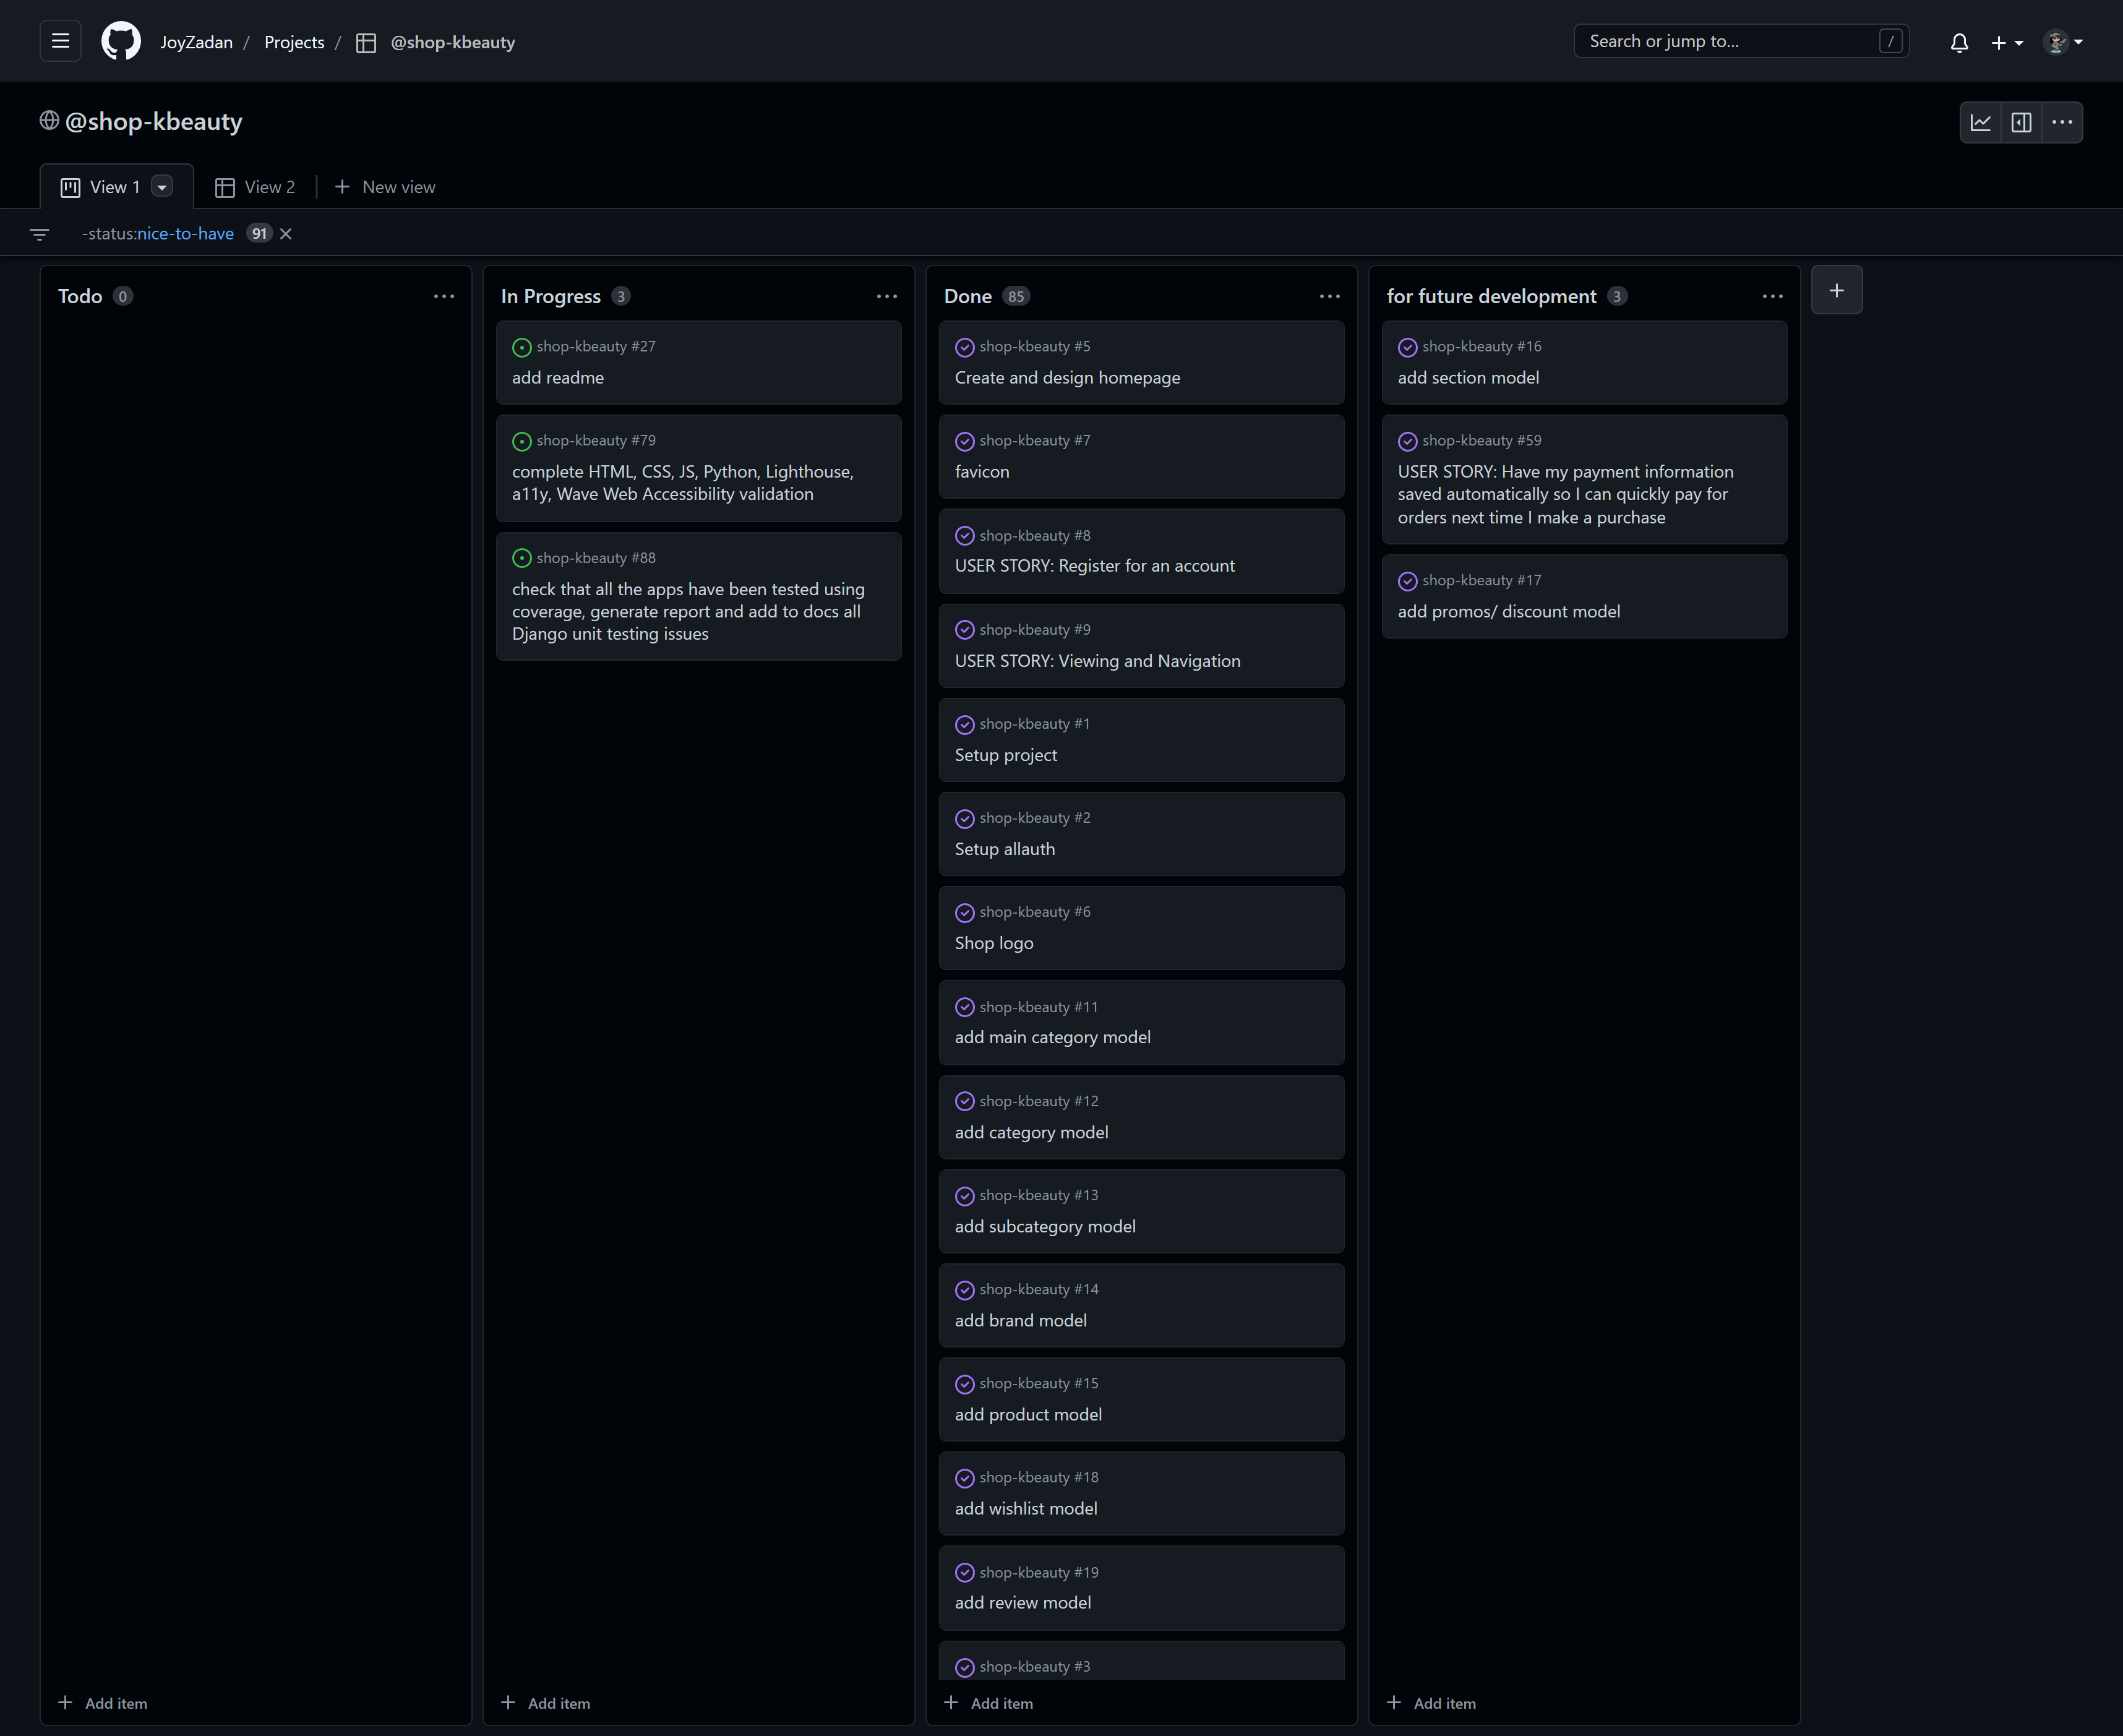 JoyZadan / Projects / @shop-kbeauty
Search or jump to... /
@shop-kbeauty
View 1
View 2
New view
-status:nice-to-have 91
Todo 0
Add item
In Progress 3
shop-kbeauty #27
add readme
shop-kbeauty #79
complete HTML, CSS, JS, Python, Lighthouse,
a11y, Wave Web Accessibility validation
shop-kbeauty #88
check that all the apps have been tested using
coverage, generate report and add to docs all
Django unit testing issues
Add item
Done 85
shop-kbeauty #5
Create and design homepage
shop-kbeauty #7
favicon
shop-kbeauty #8
USER STORY: Register for an account
shop-kbeauty #9
USER STORY: Viewing and Navigation
shop-kbeauty #1
Setup project
shop-kbeauty #2
Setup allauth
shop-kbeauty #6
Shop logo
shop-kbeauty #11
add main category model
shop-kbeauty #12
add category model
shop-kbeauty #13
add subcategory model
shop-kbeauty #14
add brand model
shop-kbeauty #15
add product model
shop-kbeauty #18
add wishlist model
shop-kbeauty #19
add review model
shop-kbeauty #3
Add item
for future development 3
shop-kbeauty #16
add section model
shop-kbeauty #59
USER STORY: Have my payment information
saved automatically so I can quickly pay for
orders next time I make a purchase
shop-kbeauty #17
add promos/ discount model
Add item